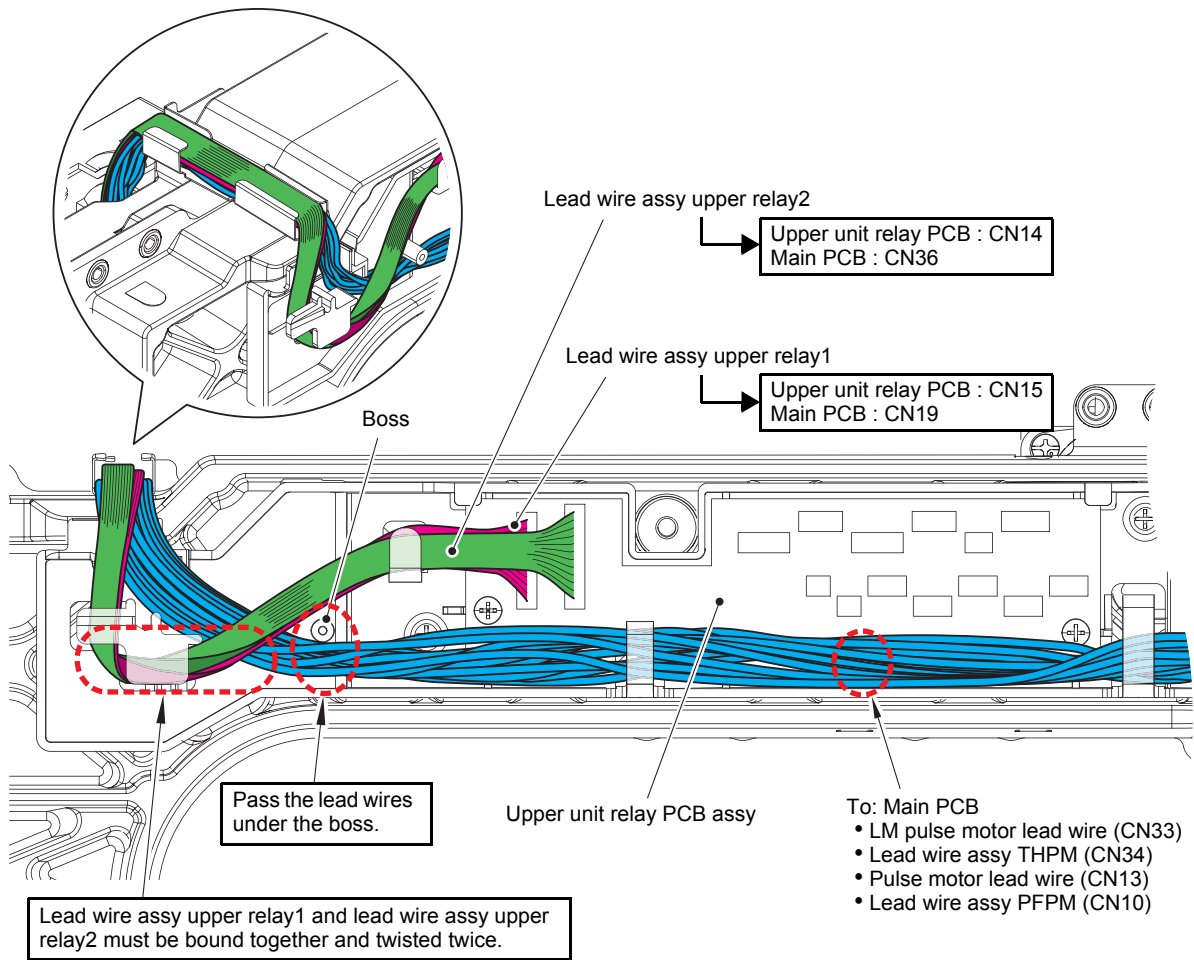 Lead wire assy upper relay2
Upper unit relay PCB : CN14
Main PCB : CN36
Lead wire assy upper relay1
Upper unit relay PCB : CN15
Main PCB : CN19
Boss
Pass the lead wires
under the boss.
Upper unit relay PCB assy
To: Main PCB
• LM pulse motor lead wire (CN33)
• Lead wire assy THPM (CN34)
• Pulse motor lead wire (CN13)
• Lead wire assy PFPM (CN10)
Lead wire assy upper relay1 and lead wire assy upper
relay2 must be bound together and twisted twice.